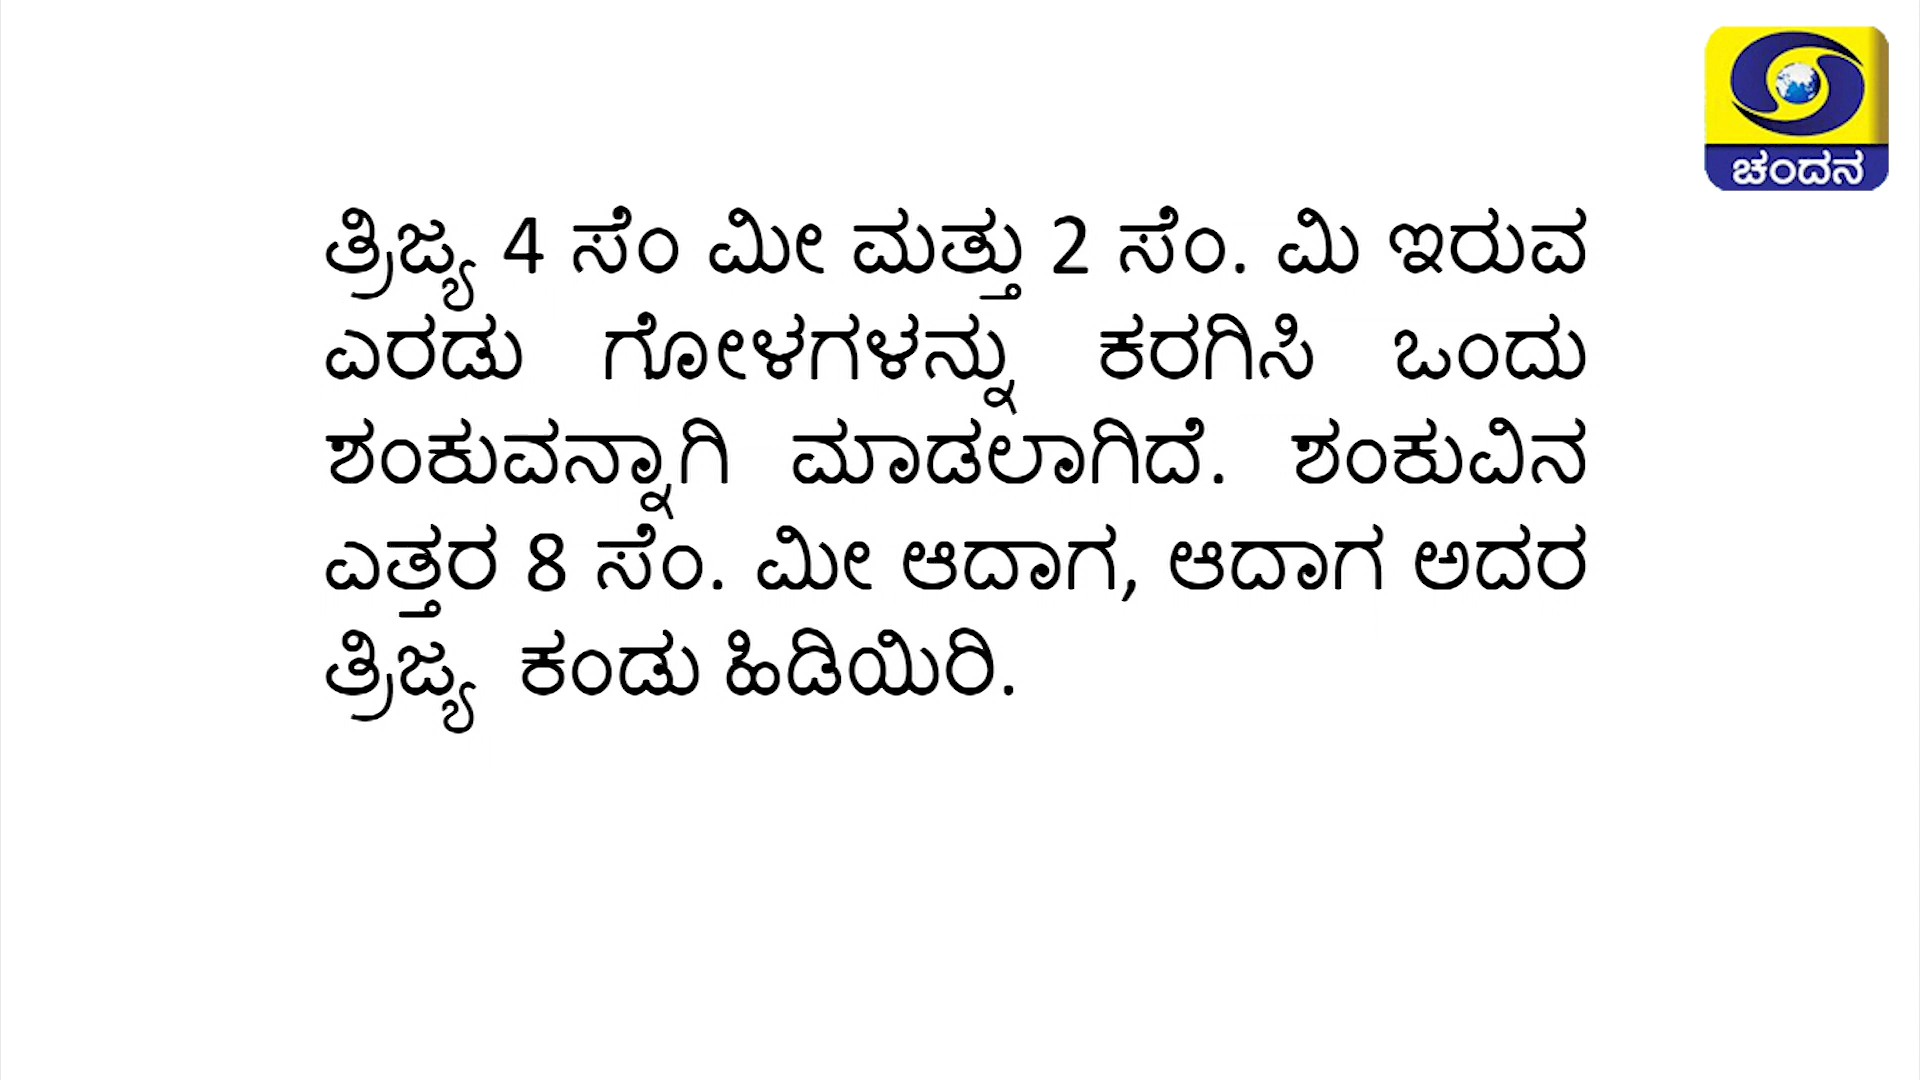 ಚಂದನ
ತ್ರಿಜ್ಯ 4 ಸೆಂ ಮೀ ಮತ್ತು 2 ಸೆಂ. ಮಿ ಇರುವ
ಎರಡು ಗೋಳಗಳನ್ನು ಕರಗಿಸಿ ಒಂದು
ಶಂಕುವನ್ನಾಗಿ ಮಾಡಲಾಗಿದೆ. ಶಂಕುವಿನ
ಎತ್ತರ 8 ಸೆಂ. ಮೀ ಆದಾಗ, ಆದಾಗ ಅದರ
ತ್ರಿಜ್ಯ ಕಂಡು ಹಿಡಿಯಿರಿ.